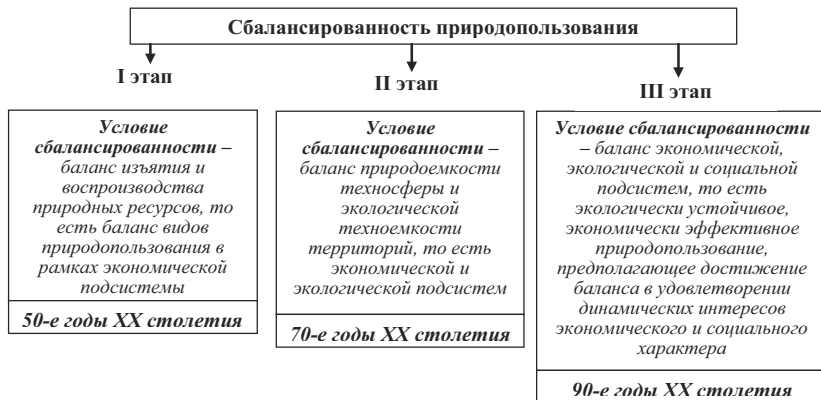 Сбалансированность природопользования
I этап
Условие
сбалансированности –
баланс изъятия и
воспроизводства
природных ресурсов, то
есть баланс видов
природопользования в
рамках экономической
подсистемы
50-е годы XX столетия
II этап
Условие
сбалансированности –
баланс природоемкости
техносферы и
экологической
техноемкости
территорий, то есть
экономической и
экологической подсистем
70-е годы XX столетия
III этап
Условие сбалансированности
– баланс экономической,
экологической и социальной
подсистем, то есть
экологически устойчивое,
экономически эффективное
природопользование,
предполагающее достижение
баланса в удовлетворении
динамических интересов
экономического и социального
характера
90-е годы XX столетия